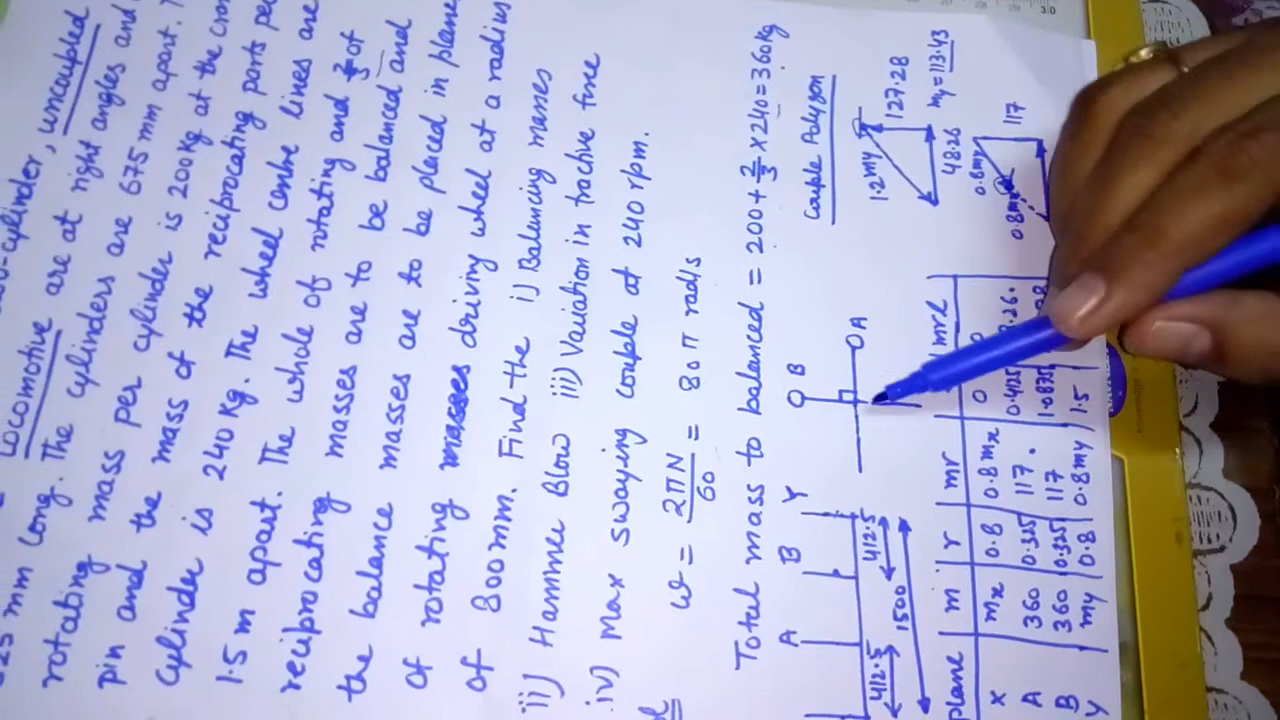 Locomotive are at right angles and
25 mm long. The cylinders are 675 mm apart.
rotating mass per cylinder is 200 kg at the
pin and the mass of the reciprocating parts per
cylinder is 240 kg. The wheel centre lines are
1.5 m apart. The whole of rotating and 2/3 of
reciprocating masses are to be balanced and
the balance masses are to be placed in plane
of rotating masses driving wheel at a radius
of 800 mm. Find the i) Balencing masses
ii) Hammer Blow iii) Variation in tractive force
iv) Max swaying couple at 240 rpm.
ω = 2πN/60 = 80π rad/s
Total mass to balanced = 200 + 2/3 x 240 = 360 kg
A B Y
412.5 412.5
1500
B
A
Couple Polygon
1.2my 127.28
48.26 my = 113.43
0.8my 117
plane m r mr mrl
x mx 0.8 0.8mx 0
A 360 0.325 117 0.4125
B 360 0.325 117 1.0875
Y my 0.8 0.8my 1.5
30